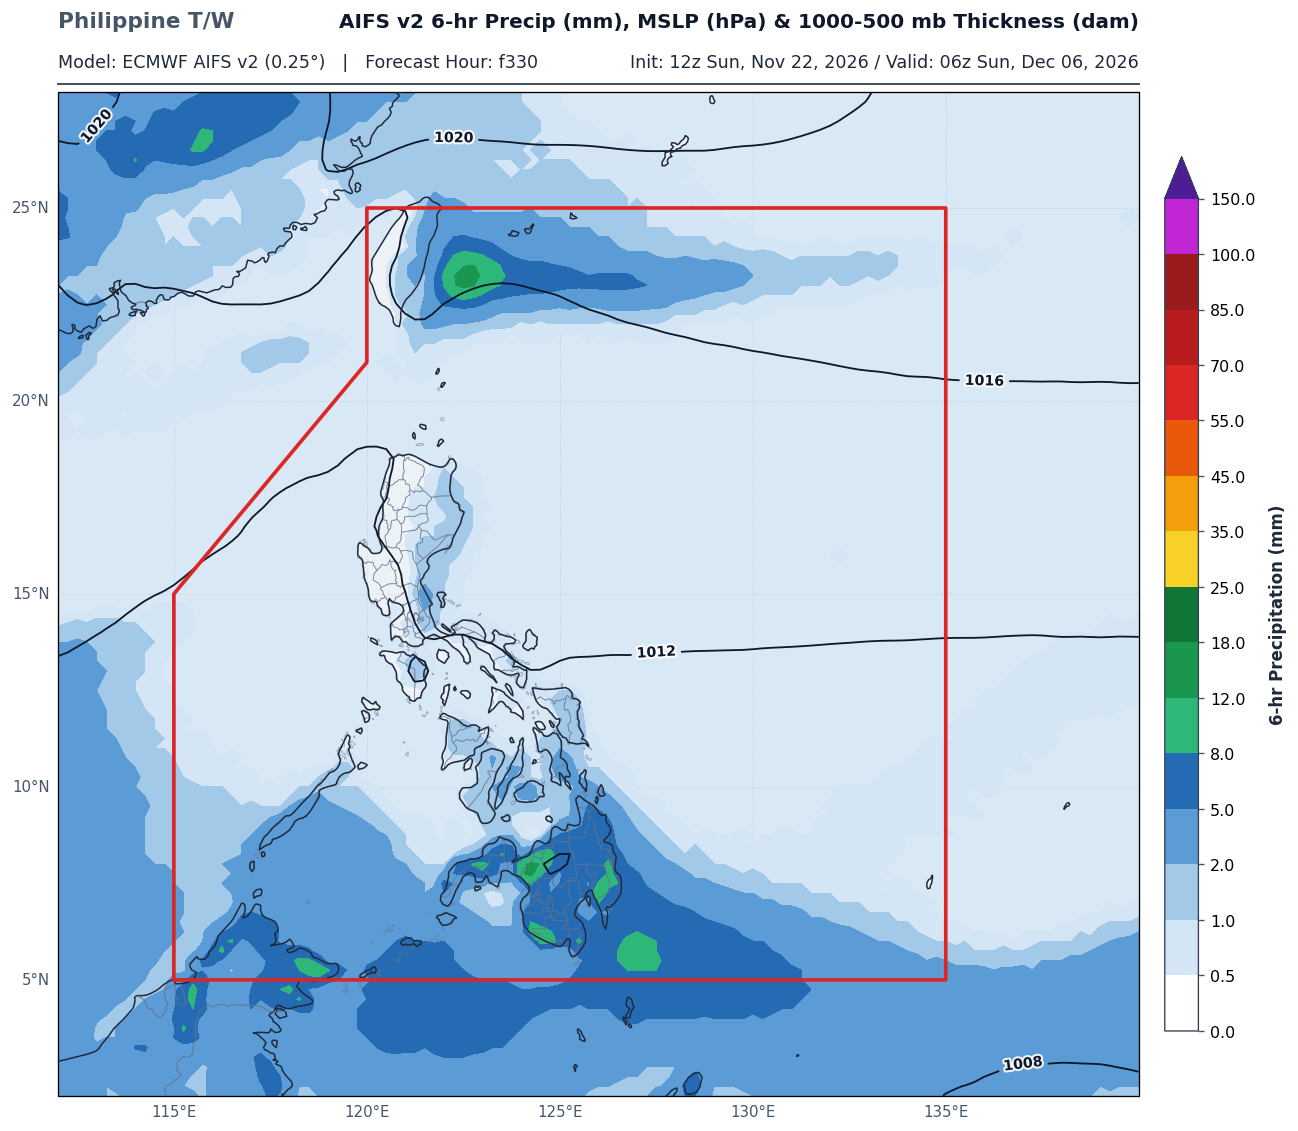 Philippine T/W
AIFS v2 6-hr Precip (mm), MSLP (hPa) & 1000-500 mb Thickness (dam)
Model: ECMWF AIFS v2 (0.25°)   |   Forecast Hour: f330
Init: 12z Sun, Nov 22, 2026 / Valid: 06z Sun, Dec 06, 2026
1020
1020
1016
1012
1008
25°N
20°N
15°N
10°N
5°N
115°E
120°E
125°E
130°E
135°E
150.0
100.0
85.0
70.0
55.0
45.0
35.0
25.0
18.0
12.0
8.0
5.0
2.0
1.0
0.5
0.0
6-hr Precipitation (mm)